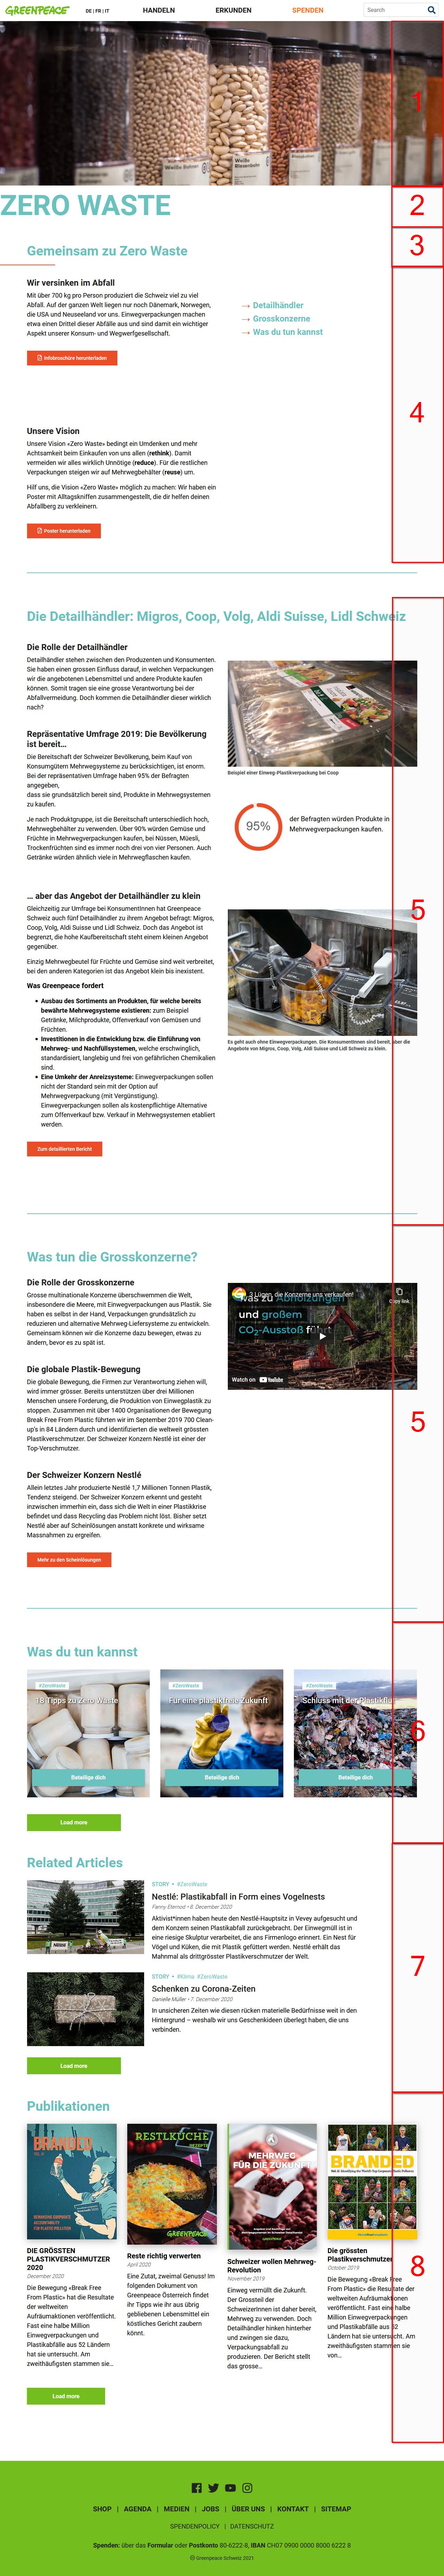 GREENPEACE
DE | FR | IT
HANDELN
ERKUNDEN
SPENDEN
Search
Weiße
Riesenbohnen
1
ZERO WASTE
2
Gemeinsam zu Zero Waste
3
Wir versinken im Abfall
Mit über 700 kg pro Person produziert die Schweiz viel zu viel
Abfall. Auf der ganzen Welt liegen nur noch Dänemark, Norwegen,
die USA und Neuseeland vor uns. Einwegverpackungen machen
etwa einen Drittel dieser Abfälle aus und sind damit ein wichtiger
Aspekt unserer Konsum- und Wegwerfgesellschaft.
Infobroschüre herunterladen
→ Detailhändler
→ Grosskonzerne
→ Was du tun kannst
4
Unsere Vision
Unsere Vision «Zero Waste» bedingt ein Umdenken und mehr
Achtsamkeit beim Einkaufen von uns allen (rethink). Damit
vermeiden wir alles wirklich Unnötige (reduce). Für die restlichen
Verpackungen steigen wir auf Mehrwegbehälter (reuse) um.
Hilf uns, die Vision «Zero Waste» möglich zu machen: Wir haben ein
Poster mit Alltagskniffen zusammengestellt, die dir helfen deinen
Abfallberg zu verkleinern.
Poster herunterladen
Die Detailhändler: Migros, Coop, Volg, Aldi Suisse, Lidl Schweiz
Die Rolle der Detailhändler
Detailhändler stehen zwischen den Produzenten und Konsumenten.
Sie haben einen grossen Einfluss darauf, in welchen Verpackungen
wir die angebotenen Lebensmittel und andere Produkte kaufen
können. Somit tragen sie eine grosse Verantwortung bei der
Abfallvermeidung. Doch kommen die Detailhändler dieser wirklich
nach?
Beispiel einer Einweg-Plastikverpackung bei Coop
Repräsentative Umfrage 2019: Die Bevölkerung
ist bereit…
Die Bereitschaft der Schweizer Bevölkerung, beim Kauf von
Konsumgütern Mehrwegsysteme zu berücksichtigen, ist enorm.
Bei der repräsentativen Umfrage haben 95% der Befragten
angegeben,
dass sie grundsätzlich bereit sind, Produkte in Mehrwegsystemen
zu kaufen.
Je nach Produktgruppe, ist die Bereitschaft unterschiedlich hoch,
Mehrwegbehälter zu verwenden. Über 90% würden Gemüse und
Früchte in Mehrwegverpackungen kaufen, bei Nüssen, Müesli,
Trockenfrüchten sind es immer noch drei von vier Personen. Auch
Getränke würden ähnlich viele in Mehrwegflaschen kaufen.
95%
der Befragten würden Produkte in
Mehrwegverpackungen kaufen.
5
… aber das Angebot der Detailhändler zu klein
Gleichzeitig zur Umfrage bei KonsumentInnen hat Greenpeace
Schweiz auch fünf Detailhändler zu ihrem Angebot befragt: Migros,
Coop, Volg, Aldi Suisse und Lidl Schweiz. Doch das Angebot ist
begrenzt, die hohe Kaufbereitschaft steht einem kleinen Angebot
gegenüber.
Einzig Mehrwegbeutel für Früchte und Gemüse sind weit verbreitet,
bei den anderen Kategorien ist das Angebot klein bis inexistent.
Es geht auch ohne Einwegverpackungen. Die KonsumentInnen sind bereit, aber die
Angebote von Migros, Coop, Volg, Aldi Suisse und Lidl Schweiz zu klein.
Was Greenpeace fordert
• Ausbau des Sortiments an Produkten, für welche bereits
bewährte Mehrwegsysteme existieren: zum Beispiel
Getränke, Milchprodukte, Offenverkauf von Gemüsen und
Früchten.
• Investitionen in die Entwicklung bzw. die Einführung von
Mehrweg- und Nachfüllsystemen, welche erschwinglich,
standardisiert, langlebig und frei von gefährlichen Chemikalien
sind.
• Eine Umkehr der Anreizsysteme: Einwegverpackungen sollen
nicht der Standard sein mit der Option auf
Mehrwegverpackung (mit Vergünstigung).
Einwegverpackungen sollen als kostenpflichtige Alternative
zum Offenverkauf bzw. Verkauf in Mehrwegsystemen etabliert
werden.
Zum detaillierten Bericht
Was tun die Grosskonzerne?
Die Rolle der Grosskonzerne
Grosse multinationale Konzerne überschwemmen die Welt,
insbesondere die Meere, mit Einwegverpackungen aus Plastik. Sie
haben es selbst in der Hand, Verpackungen grundsätzlich zu
reduzieren und alternative Mehrweg-Liefersysteme zu entwickeln.
Gemeinsam können wir die Konzerne dazu bewegen, etwas zu
ändern, bevor es zu spät ist.
3 Lügen, die Konzerne uns verkaufen!
Copy link
was zu Abholzungen
und großem
CO₂-Ausstoß führt
Watch on YouTube
5
Die globale Plastik-Bewegung
Die globale Bewegung, die Firmen zur Verantwortung ziehen will,
wird immer grösser. Bereits unterstützen über drei Millionen
Menschen unsere Forderung, die Produktion von Einwegplastik zu
stoppen. Zusammen mit über 1400 Organisationen der Bewegung
Break Free From Plastic führten wir im September 2019 700 Clean-
up's in 84 Ländern durch und identifizierten die weltweit grössten
Plastikverschmutzer. Der Schweizer Konzern Nestlé ist einer der
Top-Verschmutzer.
Der Schweizer Konzern Nestlé
Allein letztes Jahr produzierte Nestlé 1,7 Millionen Tonnen Plastik,
Tendenz steigend. Der Schweizer Konzern erkennt und gesteht
inzwischen immerhin ein, dass sich die Welt in einer Plastikkrise
befindet und dass Recycling das Problem nicht löst. Bisher setzt
Nestlé aber auf Scheinlösungen anstatt konkrete und wirksame
Massnahmen zu ergreifen.
Mehr zu den Scheinlösungen
Was du tun kannst
#ZeroWaste
18 Tipps zu Zero Waste
Beteilige dich
#ZeroWaste
Für eine plastikfreie Zukunft
Beteilige dich
#ZeroWaste
Schluss mit der Plastikflut
Beteilige dich
6
Load more
Related Articles
STORY • #ZeroWaste
Nestlé: Plastikabfall in Form eines Vogelnests
Fanny Eternod • 8. December 2020
Aktivist*innen haben heute den Nestlé-Hauptsitz in Vevey aufgesucht und
dem Konzern seinen Plastikabfall zurückgebracht. Der Einwegmüll ist in
eine riesige Skulptur verarbeitet, die as Firmenlogo erinnert. Ein Nest für
Vögel und Küken, die mit Plastik gefüttert werden. Nestlé erhält das
Mahnmal als drittgrösster Plastikverschmutzer der Welt.
7
STORY • #Klima #ZeroWaste
Schenken zu Corona-Zeiten
Danielle Müller • 7. December 2020
In unsicheren Zeiten wie diesen rücken materielle Bedürfnisse weit in den
Hintergrund – weshalb wir uns Geschenkideen überlegt haben, die uns
verbinden.
Load more
Publikationen
BRANDED
RESTLKÜCHE
REZEPTE
GREENPEACE
MEHRWEG
FÜR DIE ZUKUNFT
BRANDED
DIE GRÖSSTEN
PLASTIKVERSCHMUTZER
2020
December 2020
Die Bewegung «Break Free
From Plastic» hat die Resultate
der weltweiten
Aufräumaktionen veröffentlicht.
Fast eine halbe Million
Einwegverpackungen und
Plastikabfälle aus 52 Ländern
hat sie untersucht. Am
zweithäufigsten stammen sie…
Reste richtig verwerten
April 2020
Eine Zutat, zweimal Genuss! Im
folgenden Dokument von
Greenpeace Österreich findet
ihr Tipps wie ihr aus übrig
gebliebenen Lebensmittel ein
köstliches Gericht zaubern
könnt.
Schweizer wollen Mehrweg-
Revolution
November 2019
Einweg vermüllt die Zukunft.
Der Grossteil der
SchweizerInnen ist daher bereit,
Mehrweg zu verwenden. Doch
Detailhändler hinken hinterher
und zwingen sie dazu,
Verpackungsabfall zu
produzieren. Der Bericht stellt
das grosse…
Die grössten
Plastikverschmutzer
October 2019
Die Bewegung «Break Free
From Plastic» die Resultate der
weltweiten Aufräumaktionen
veröffentlicht. Fast eine halbe
Million Einwegverpackungen
und Plastikabfälle aus 52
Ländern hat sie untersucht. Am
zweithäufigsten stammen sie
von…
8
Load more
SHOP | AGENDA | MEDIEN | JOBS | ÜBER UNS | KONTAKT | SITEMAP
SPENDENPOLICY | DATENSCHUTZ
Spenden: über das Formular oder Postkonto 80-6222-8, IBAN CH07 0900 0000 8000 6222 8
© Greenpeace Schweiz 2021